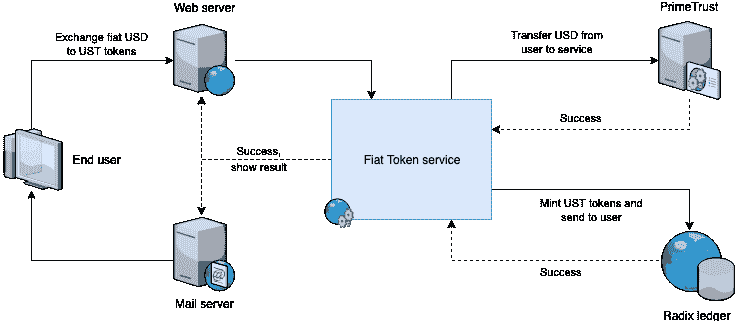 Web server
PrimeTrust
Exchange fiat USD
to UST tokens
Transfer USD from
user to service
Success
End user
Success,
show result
Fiat Token service
Mint UST tokens and
send to user
Success
Mail server
Radix ledger